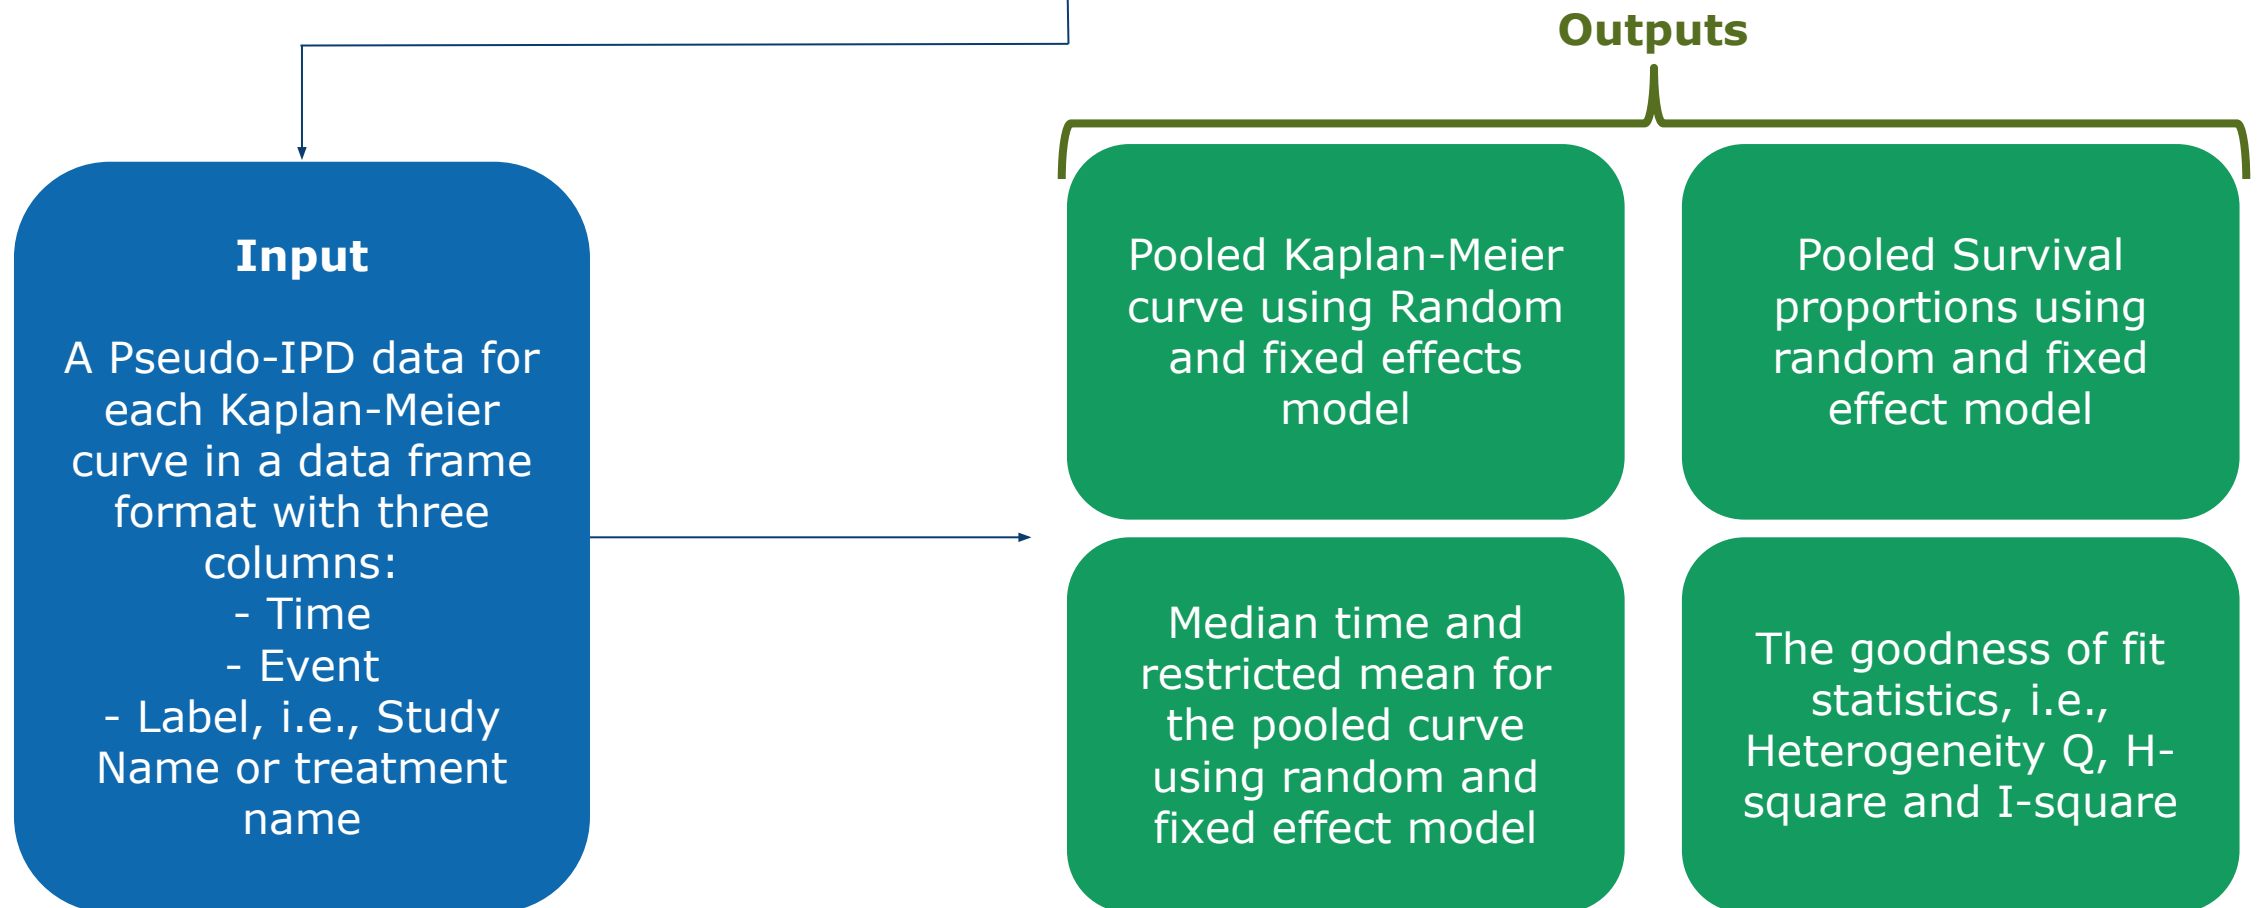 Outputs
Input
A Pseudo-IPD data for
each Kaplan-Meier
curve in a data frame
format with three
columns:
- Time
- Event
- Label, i.e., Study
Name or treatment
name
Pooled Kaplan-Meier
curve using Random
and fixed effects
model
Pooled Survival
proportions using
random and fixed
effect model
Median time and
restricted mean for
the pooled curve
using random and
fixed effect model
The goodness of fit
statistics, i.e.,
Heterogeneity Q, H-
square and I-square